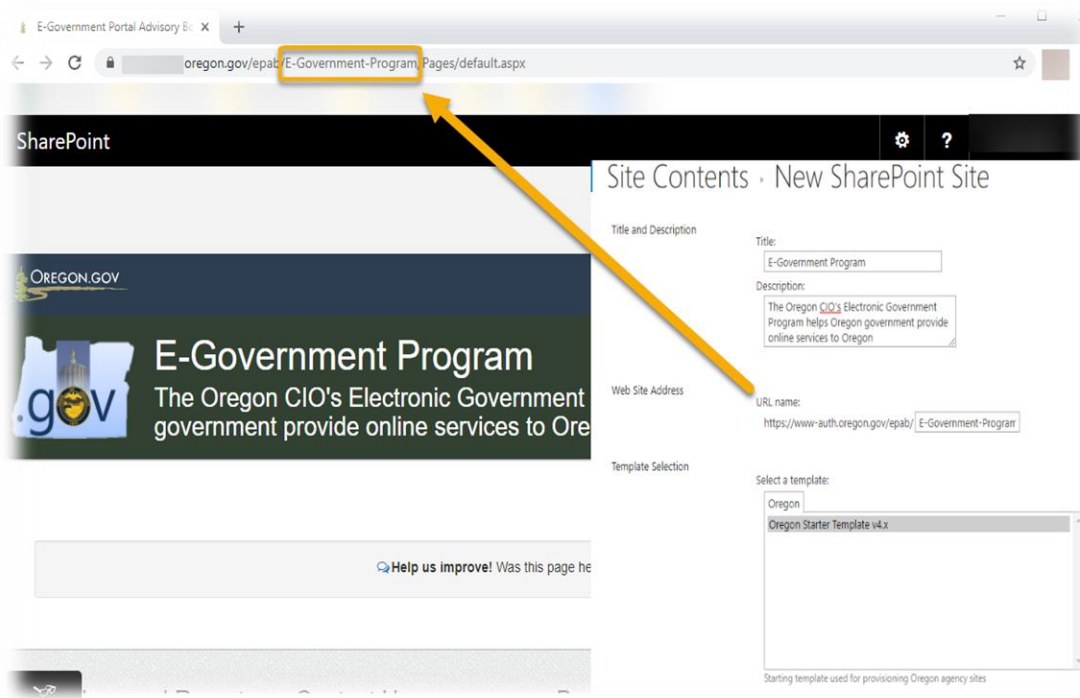 E-Government Portal Advisory Bo
oregon.gov/epab/E-Government-Program/Pages/default.aspx
SharePoint
?
OREGON.GOV
.gov
E-Government Program
The Oregon CIO's Electronic Government
government provide online services to Ore
Help us improve! Was this page he
Site Contents › New SharePoint Site
Title and Description
Title:
E-Government Program
Description:
The Oregon CIO's Electronic Government
Program helps Oregon government provide
online services to Oregon
Web Site Address
URL name:
https://www-auth.oregon.gov/epab/ E-Government-Program
Template Selection
Select a template:
Oregon
Oregon Starter Template v4.x
Starting template used for provisioning Oregon agency sites